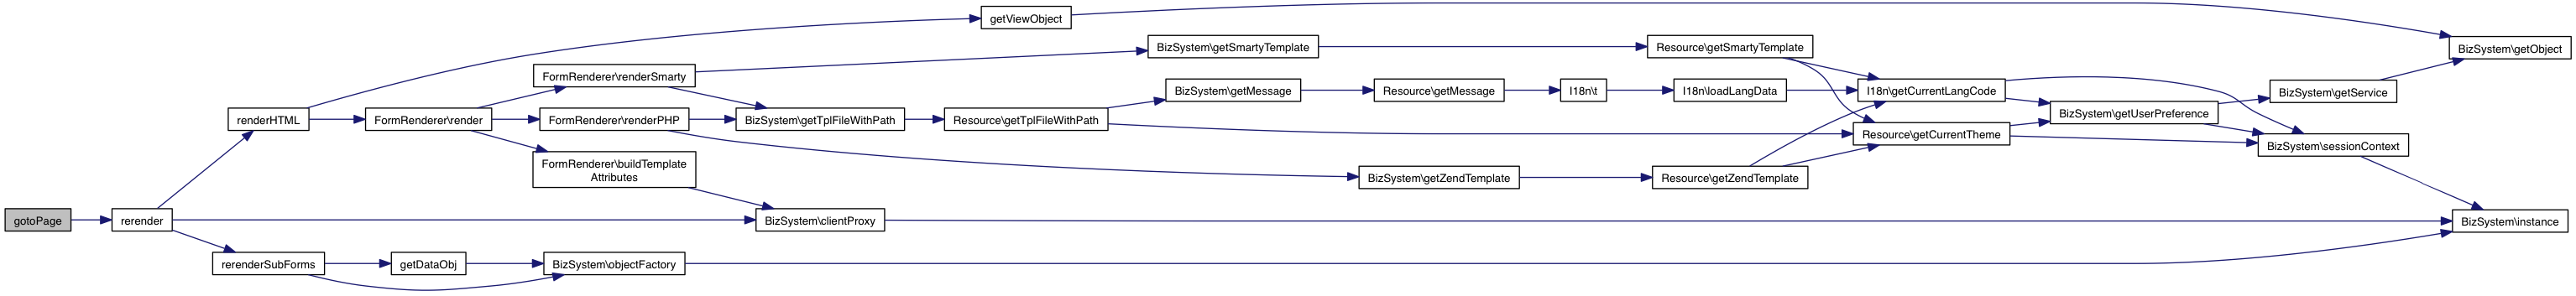 gotoPage
rerender
renderHTML
rerenderSubForms
getViewObject
FormRenderer\render
getDataObj
FormRenderer\renderSmarty
FormRenderer\renderPHP
FormRenderer\buildTemplate
Attributes
BizSystem\objectFactory
BizSystem\getTplFileWithPath
BizSystem\clientProxy
Resource\getTplFileWithPath
BizSystem\getSmartyTemplate
BizSystem\getMessage
BizSystem\getZendTemplate
Resource\getMessage
I18n\t
Resource\getSmartyTemplate
I18n\loadLangData
Resource\getZendTemplate
I18n\getCurrentLangCode
Resource\getCurrentTheme
BizSystem\getUserPreference
BizSystem\getService
BizSystem\sessionContext
BizSystem\getObject
BizSystem\instance